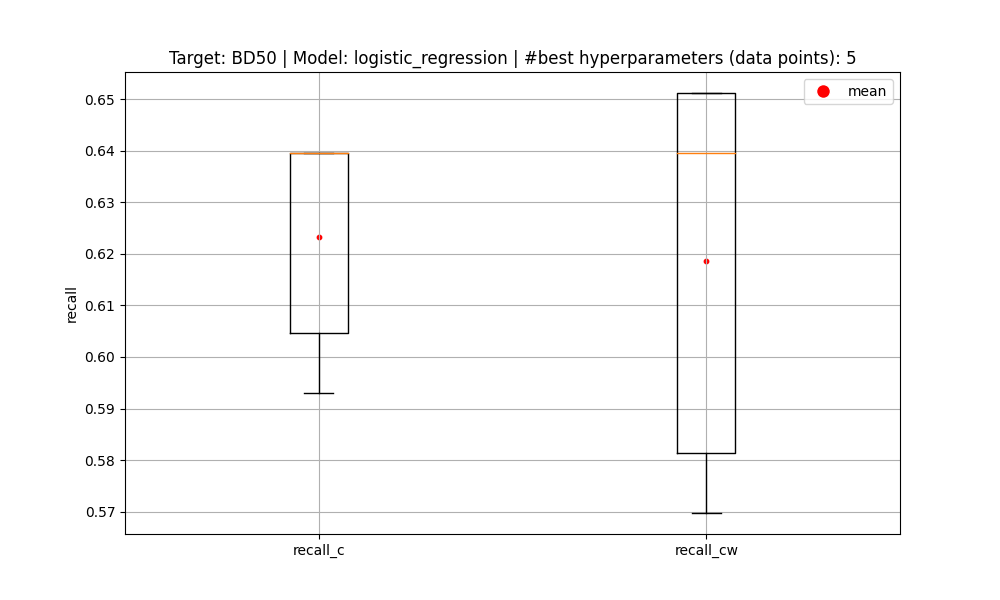 Target: BD50 | Model: logistic_regression | #best hyperparameters (data points): 5
mean
0.65
0.64
0.63
0.62
0.61
0.60
0.59
0.58
0.57
recall
recall_c
recall_cw